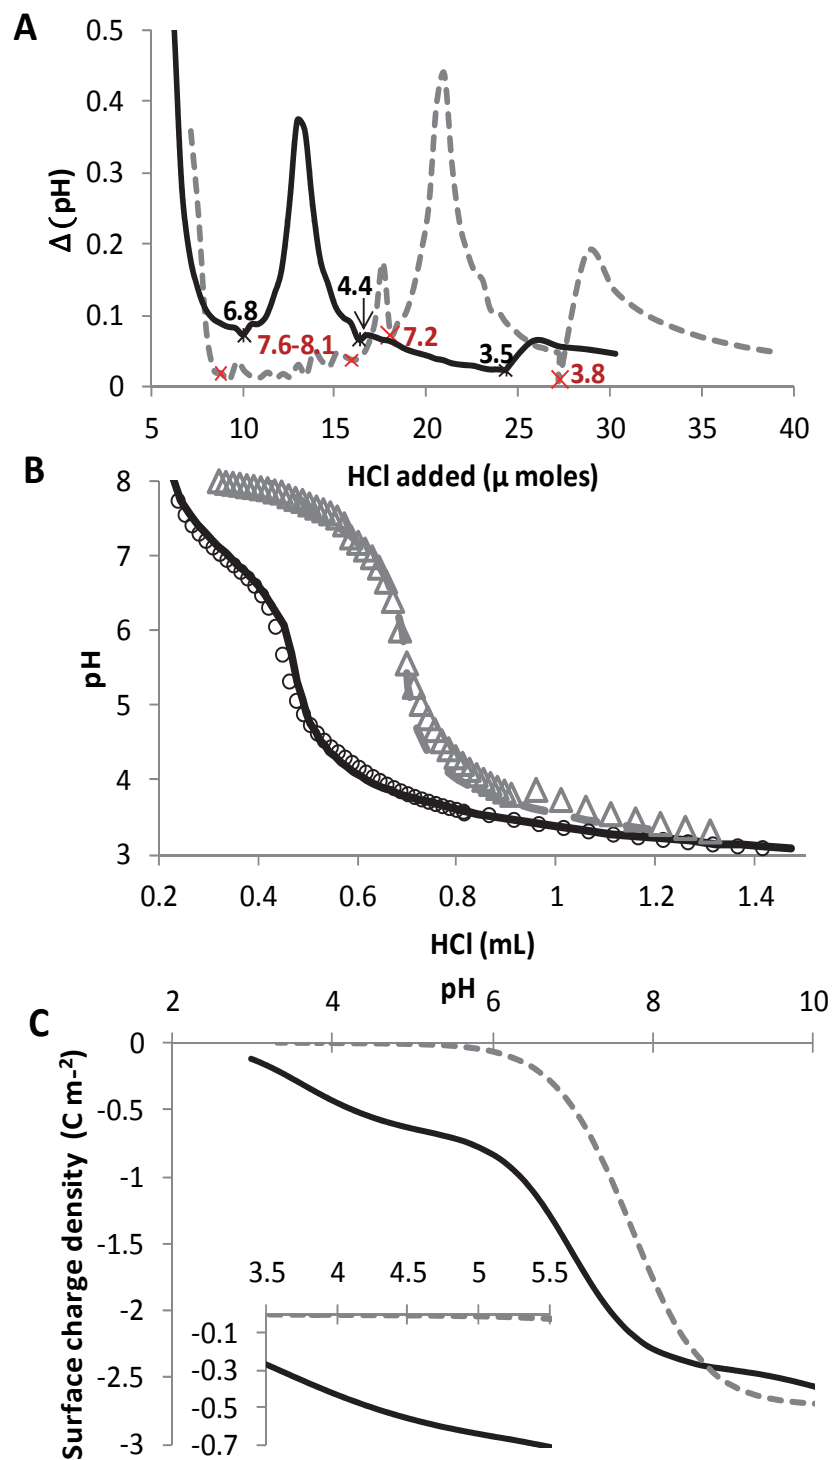 A
0.5
0.4
0.3
0.2
0.1
0
Δ (pH)
6.8
7.6-8.1
4.4
7.2
3.5
3.8
5 10 15 20 25 30 35 40
HCl added (μ moles)
B
8
7
6
5
4
3
pH
0.2 0.4 0.6 0.8 1 1.2 1.4
HCl (mL)
pH
2 4 6 8 10
C
0
-0.5
-1
-1.5
-2
-2.5
-3
Surface charge density (C m-2)
3.5 4 4.5 5 5.5
-0.1
-0.3
-0.5
-0.7